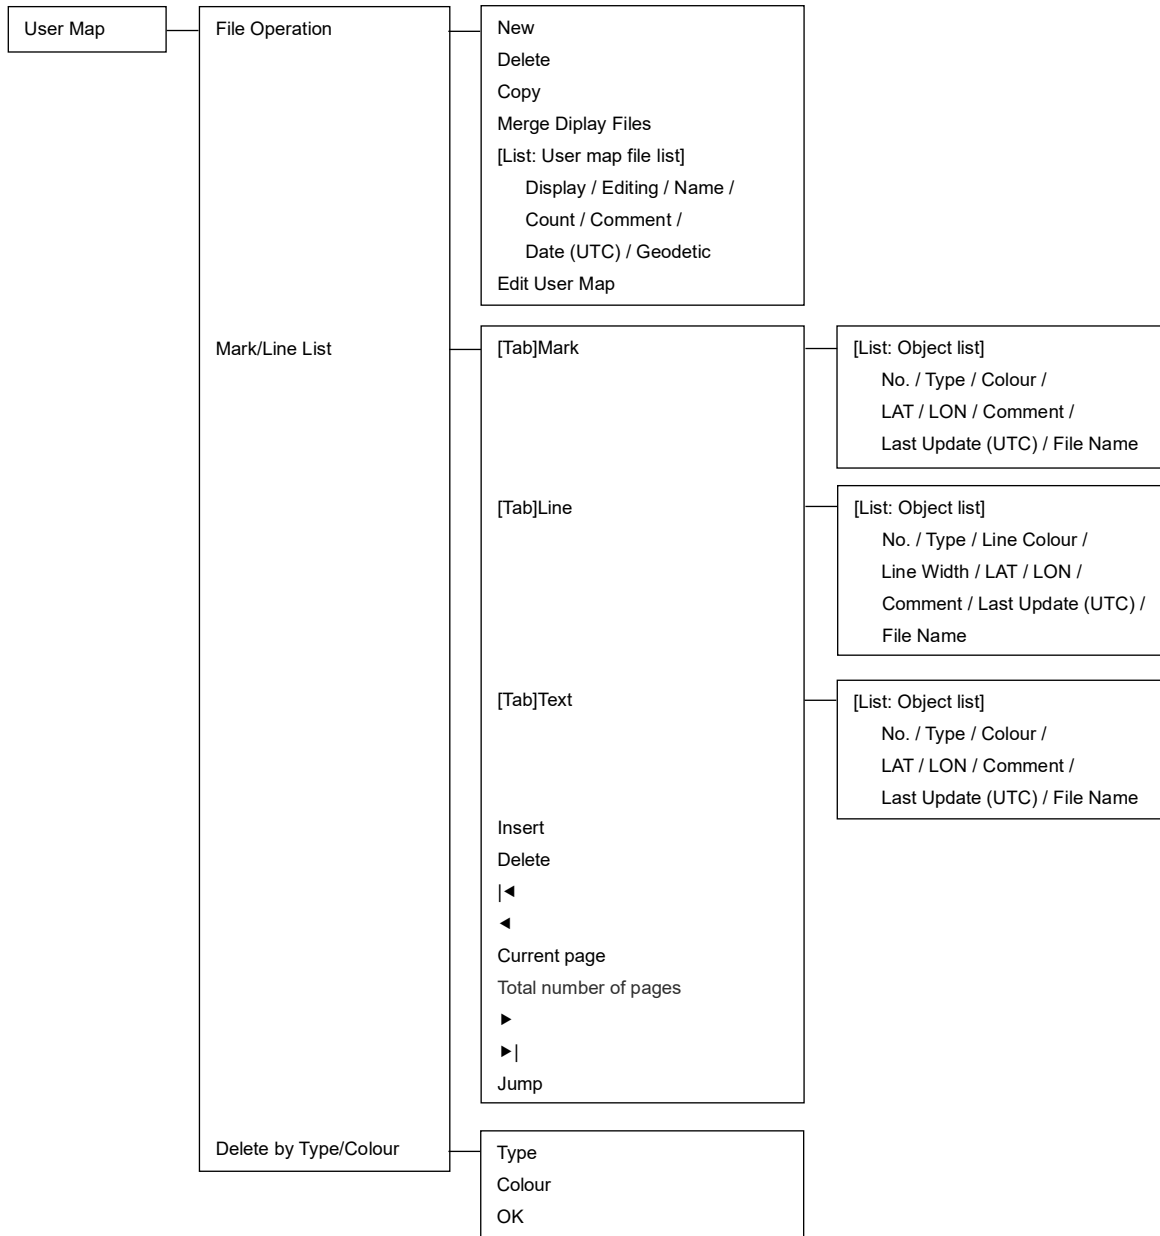 User Map
File Operation
New
Delete
Copy
Merge Diplay Files
[List: User map file list]
Display / Editing / Name /
Count / Comment /
Date (UTC) / Geodetic
Edit User Map
Mark/Line List
[Tab]Mark
[List: Object list]
No. / Type / Colour /
LAT / LON / Comment /
Last Update (UTC) / File Name
[Tab]Line
[List: Object list]
No. / Type / Line Colour /
Line Width / LAT / LON /
Comment / Last Update (UTC) /
File Name
[Tab]Text
[List: Object list]
No. / Type / Colour /
LAT / LON / Comment /
Last Update (UTC) / File Name
Insert
Delete
|◄
◄
Current page
Total number of pages
►
►|
Jump
Delete by Type/Colour
Type
Colour
OK